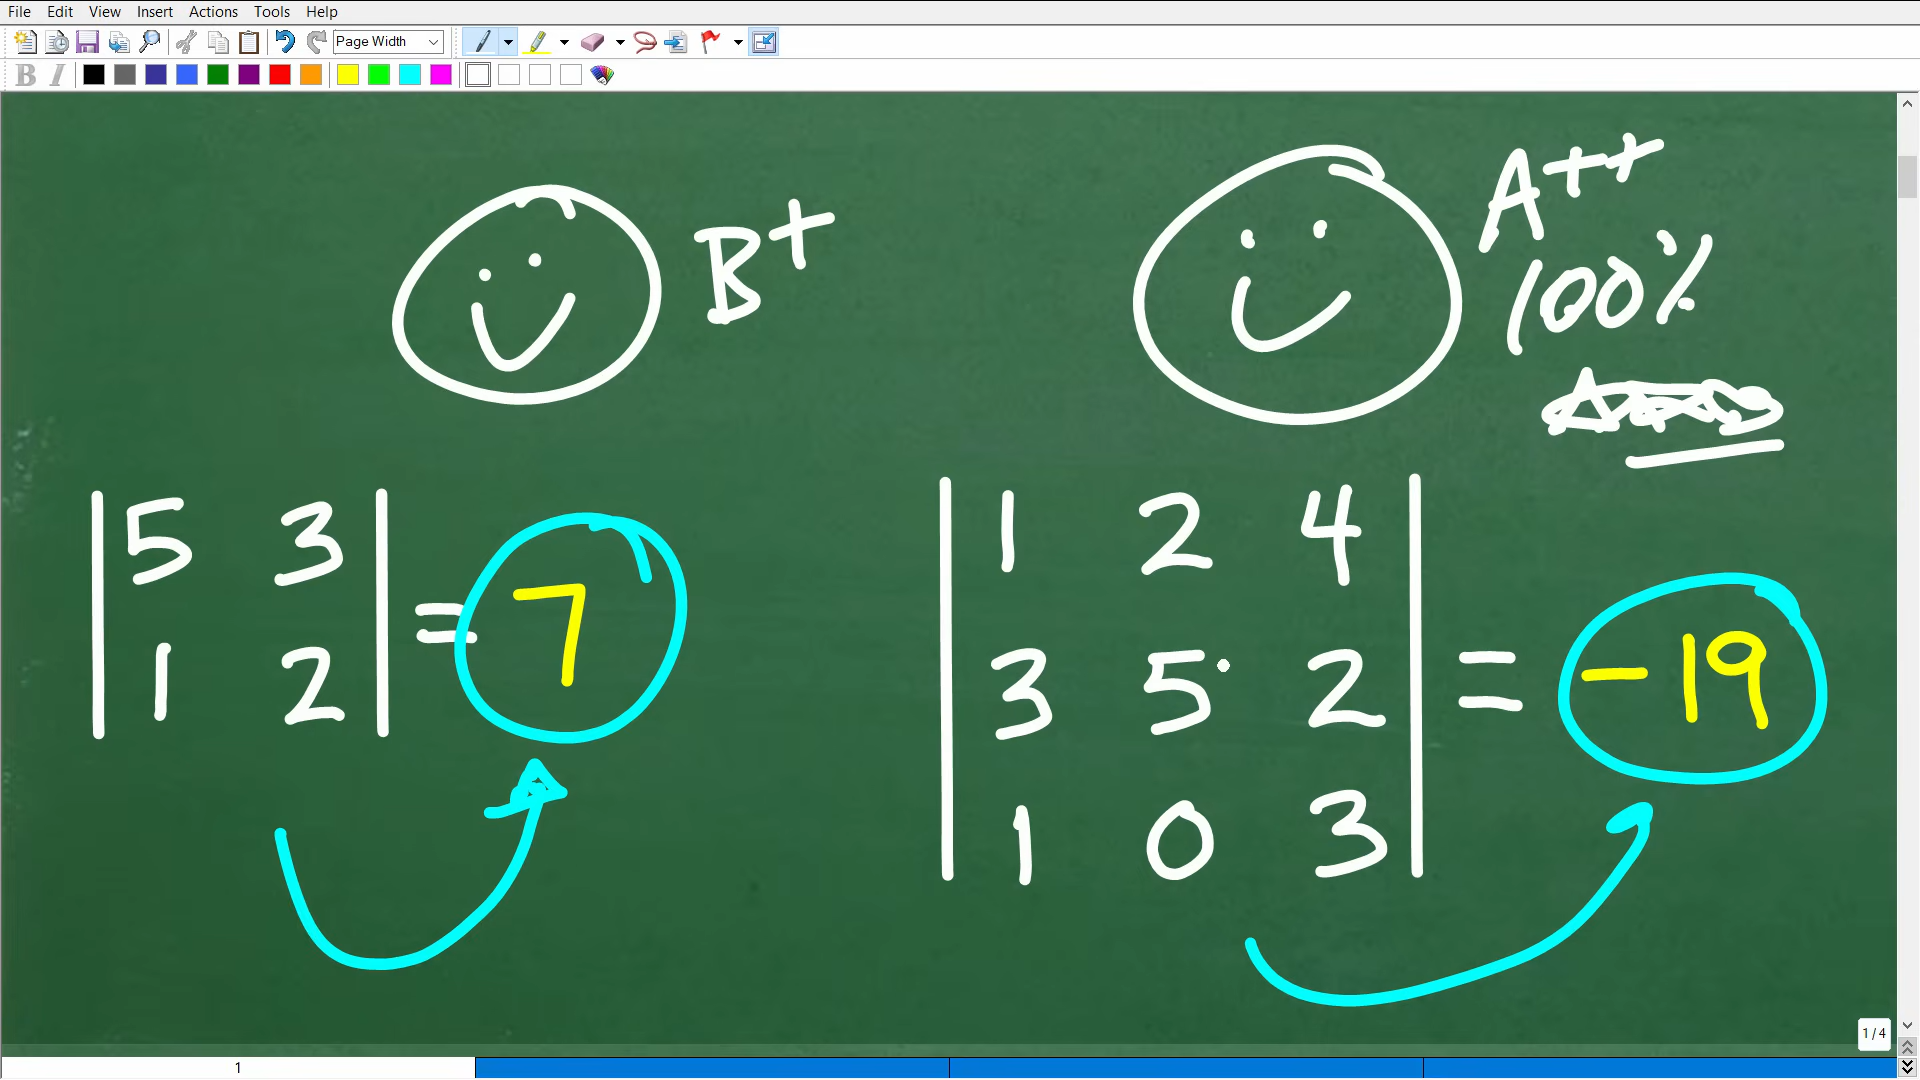 File Edit View Insert Actions Tools Help
Page Width
B I
B+
A++
100%
5 3
1 2
= 7
1 2 4
3 5 2
1 0 3
= -19
1/4
1